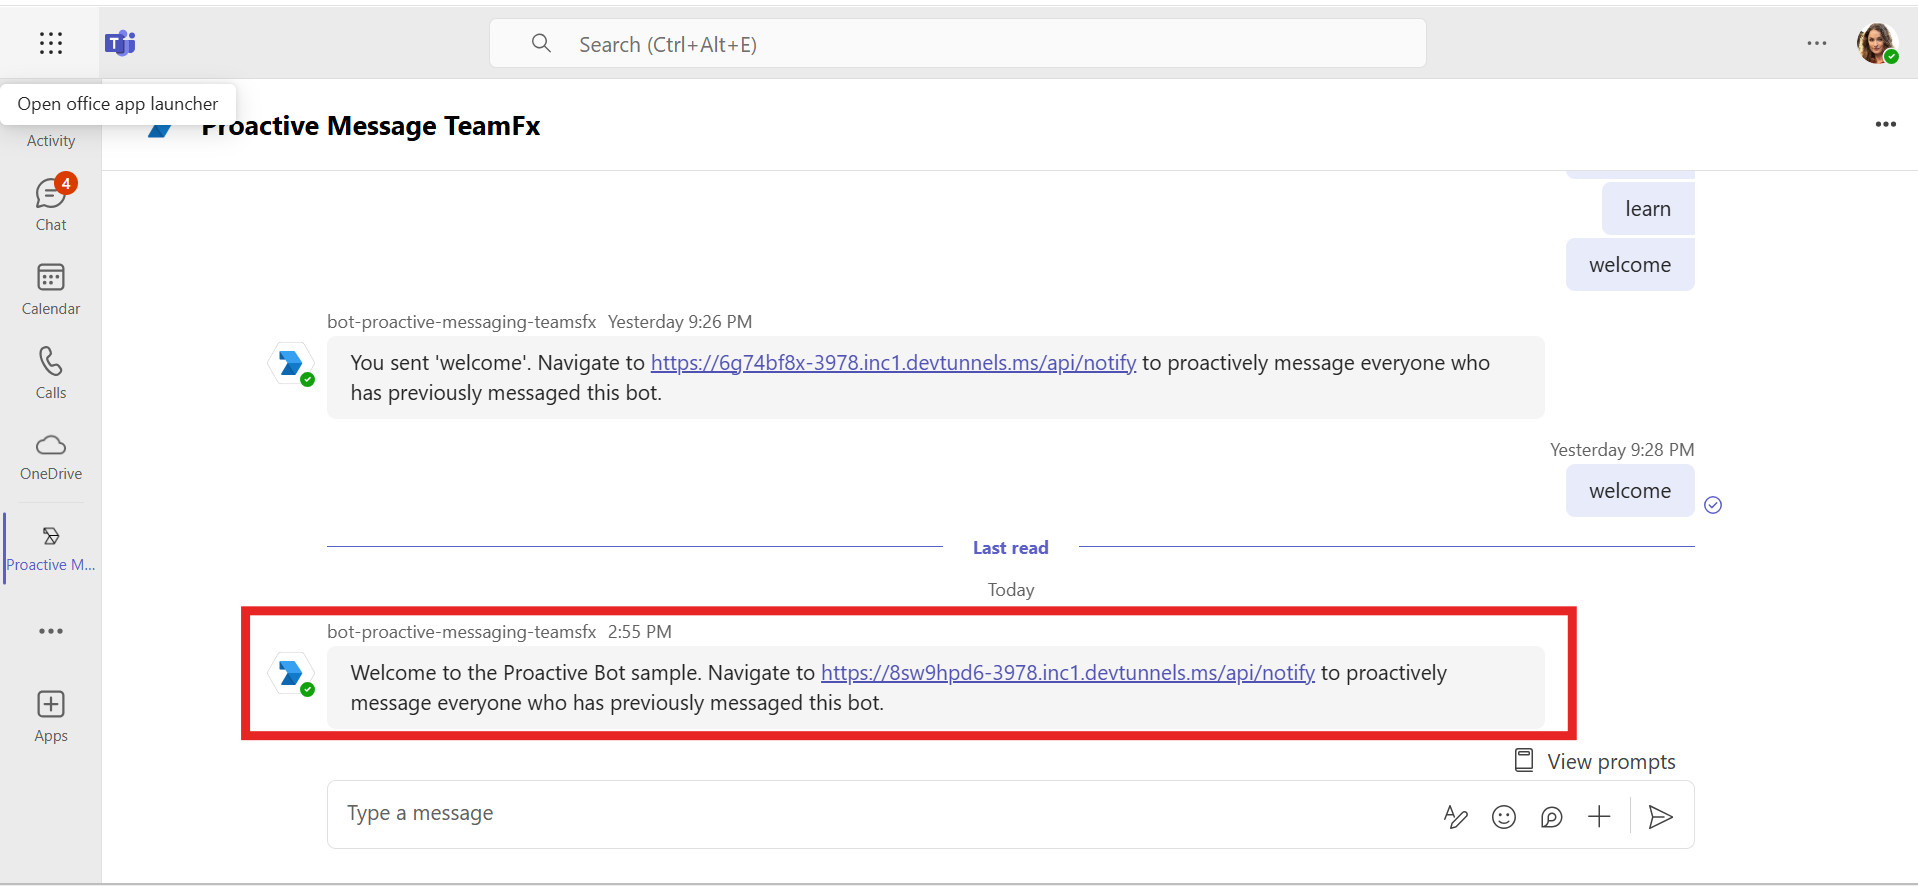 Search (Ctrl+Alt+E)
Open office app launcher
Proactive Message TeamFx
Activity
4
Chat
Calendar
Calls
OneDrive
Proactive M...
Apps
learn
welcome
bot-proactive-messaging-teamsfx Yesterday 9:26 PM
You sent 'welcome'. Navigate to https://6g74bf8x-3978.inc1.devtunnels.ms/api/notify to proactively message everyone who
has previously messaged this bot.
Yesterday 9:28 PM
welcome
Last read
Today
bot-proactive-messaging-teamsfx 2:55 PM
Welcome to the Proactive Bot sample. Navigate to https://8sw9hpd6-3978.inc1.devtunnels.ms/api/notify to proactively
message everyone who has previously messaged this bot.
View prompts
Type a message